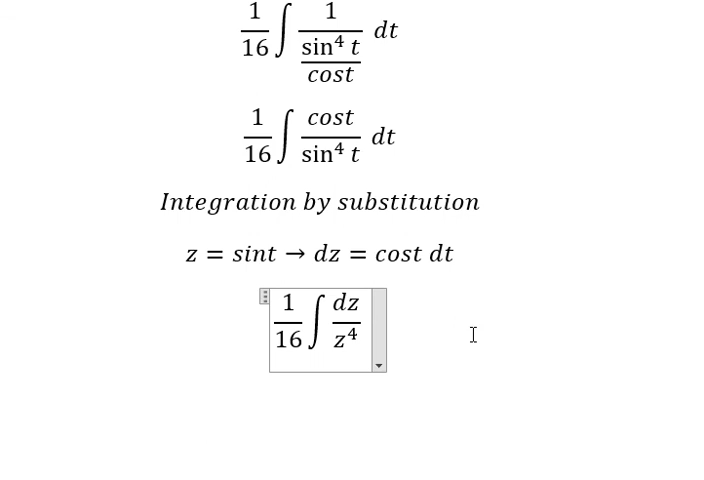 1/16 ∫ 1/(sin⁴ t/cost) dt
1/16 ∫ cost/sin⁴ t dt
Integration by substitution
z = sint → dz = cost dt
1/16 ∫ dz/z⁴